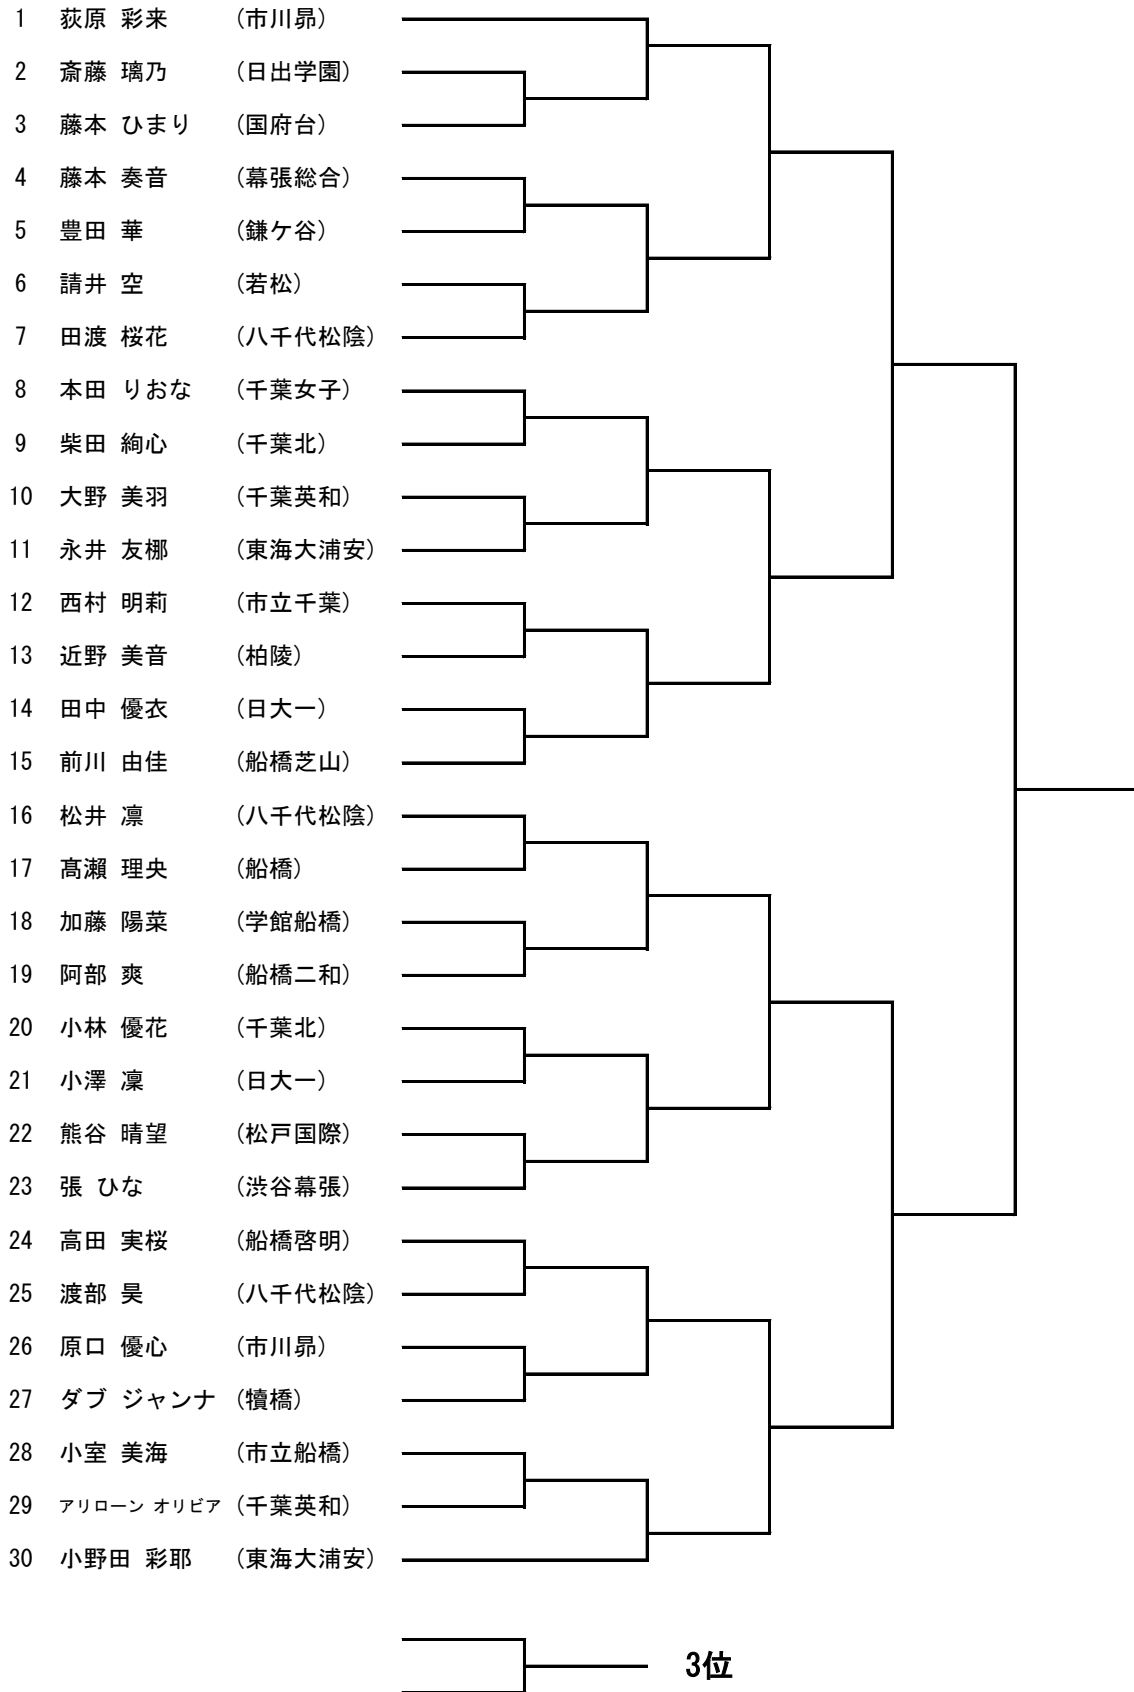 1 荻原 彩来 (市川昴)
2 斎藤 璃乃 (日出学園)
3 藤本 ひまり (国府台)
4 藤本 奏音 (幕張総合)
5 豊田 華 (鎌ケ谷)
6 請井 空 (若松)
7 田渡 桜花 (八千代松陰)
8 本田 りおな (千葉女子)
9 柴田 絢心 (千葉北)
10 大野 美羽 (千葉英和)
11 永井 友梛 (東海大浦安)
12 西村 明莉 (市立千葉)
13 近野 美音 (柏陵)
14 田中 優衣 (日大一)
15 前川 由佳 (船橋芝山)
16 松井 凛 (八千代松陰)
17 髙瀨 理央 (船橋)
18 加藤 陽菜 (学館船橋)
19 阿部 爽 (船橋二和)
20 小林 優花 (千葉北)
21 小澤 凜 (日大一)
22 熊谷 晴望 (松戸国際)
23 張 ひな (渋谷幕張)
24 高田 実桜 (船橋啓明)
25 渡部 昊 (八千代松陰)
26 原口 優心 (市川昴)
27 ダブ ジャンナ (犢橋)
28 小室 美海 (市立船橋)
29 アリローン オリビア (千葉英和)
30 小野田 彩耶 (東海大浦安)
3位